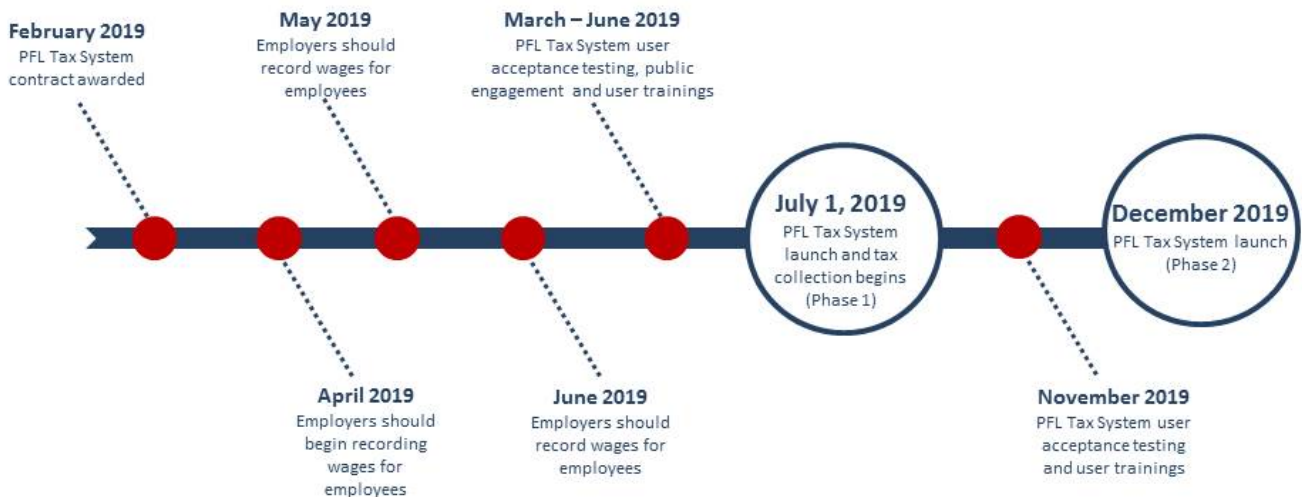 February 2019
PFL Tax System
contract awarded
May 2019
Employers should
record wages for
employees
March – June 2019
PFL Tax System user
acceptance testing, public
engagement and user trainings
July 1, 2019
PFL Tax System
launch and tax
collection begins
(Phase 1)
December 2019
PFL Tax System launch
(Phase 2)
April 2019
Employers should
begin recording
wages for
employees
June 2019
Employers should
record wages for
employees
November 2019
PFL Tax System user
acceptance testing
and user trainings